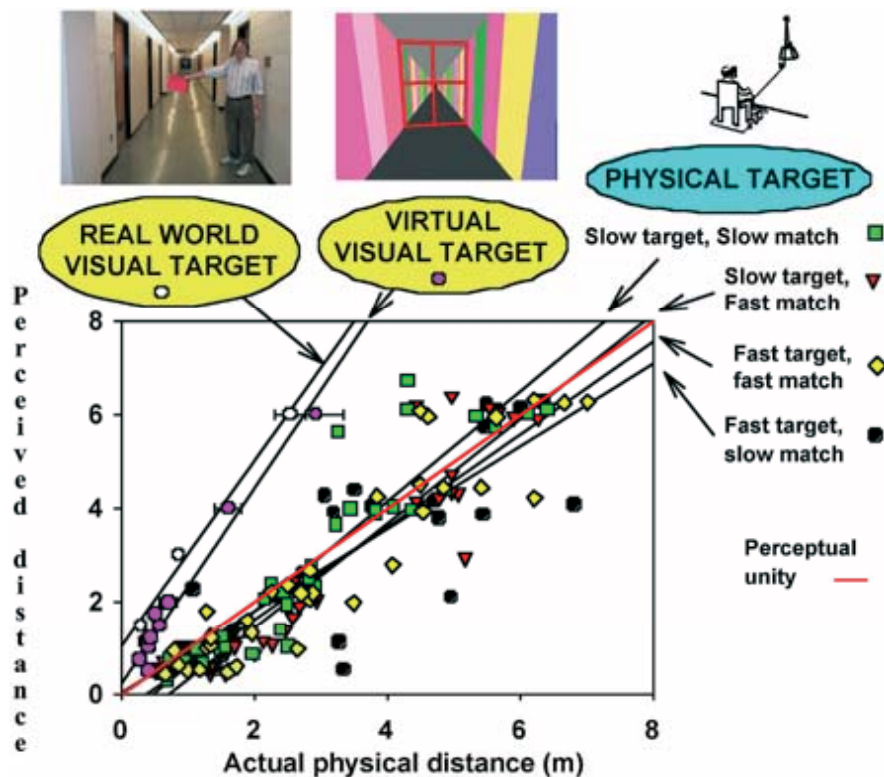 PHYSICAL TARGET
REAL WORLD
VISUAL TARGET
VIRTUAL
VISUAL TARGET
Slow target, Slow match
Slow target,
Fast match
Fast target,
fast match
Fast target,
slow match
Perceptual
unity
Perceived distance
8
6
4
2
0
0 2 4 6 8
Actual physical distance (m)